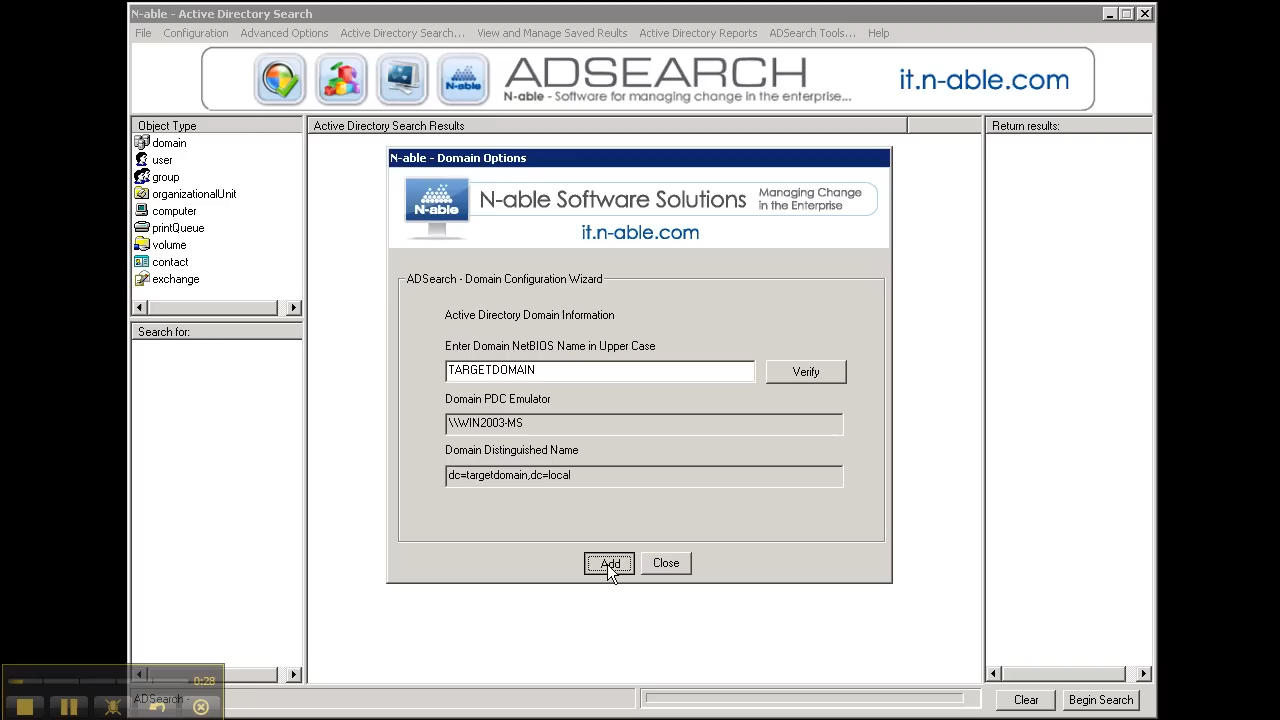 N-able - Active Directory Search
File Configuration Advanced Options Active Directory Search... View and Manage Saved Reults Active Directory Reports ADSearch Tools... Help
N-able
ADSEARCH
N-able - Software for managing change in the enterprise...
it.n-able.com
Object Type
domain
user
group
organizationalUnit
computer
printQueue
volume
contact
exchange
Search for:
Active Directory Search Results
Return results:
N-able - Domain Options
N-able
N-able Software Solutions
Managing Change
in the Enterprise
it.n-able.com
ADSearch - Domain Configuration Wizard
Active Directory Domain Information
Enter Domain NetBIOS Name in Upper Case
TARGETDOMAIN
Verify
Domain PDC Emulator
\\WIN2003-MS
Domain Distinguished Name
dc=targetdomain,dc=local
Add
Close
0:28
ADSearch -
Clear
Begin Search